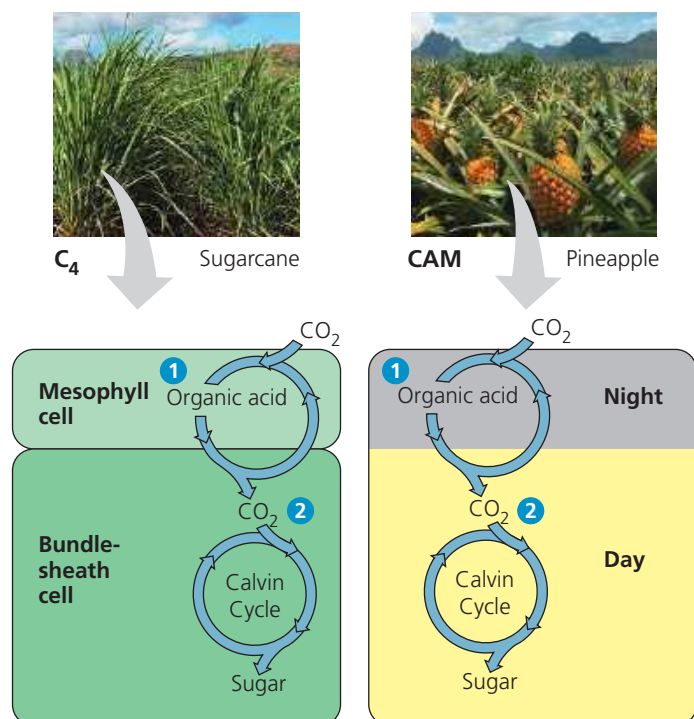 C₄ Sugarcane
CAM Pineapple
CO₂
1
Mesophyll
cell
Organic acid
CO₂ 2
Bundle-
sheath
cell
Calvin
Cycle
Sugar
CO₂
1
Organic acid
Night
CO₂ 2
Calvin
Cycle
Day
Sugar